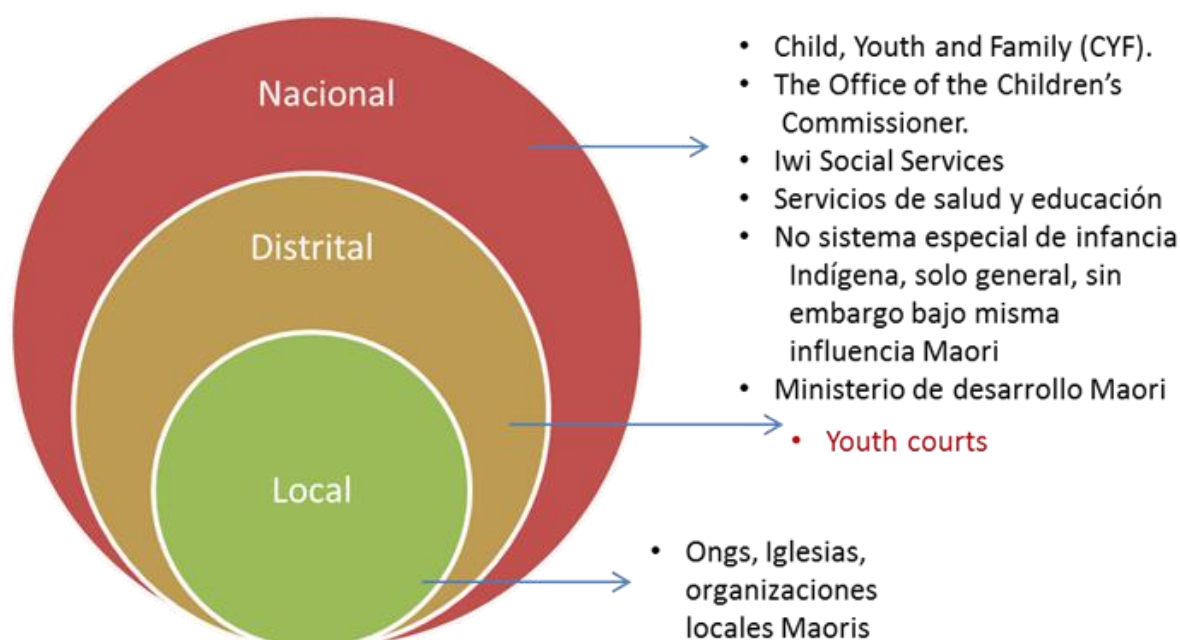 Nacional
Distrital
Local
• Child, Youth and Family (CYF).
• The Office of the Children’s
Commissioner.
• Iwi Social Services
• Servicios de salud y educación
• No sistema especial de infancia
Indígena, solo general, sin
embargo bajo misma
influencia Maori
• Ministerio de desarrollo Maori
• Youth courts
• Ongs, Iglesias,
organizaciones
locales Maoris